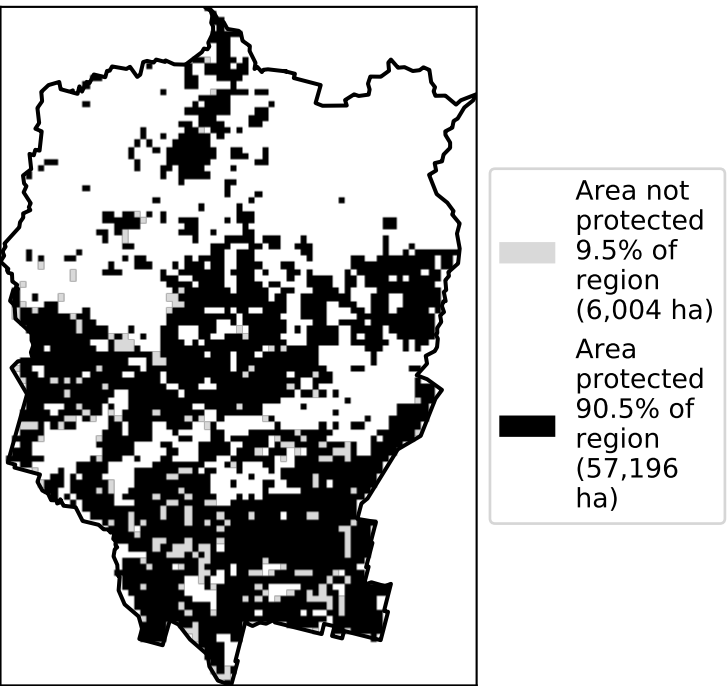 Area not
protected
9.5% of
region
(6,004 ha)
Area
protected
90.5% of
region
(57,196
ha)